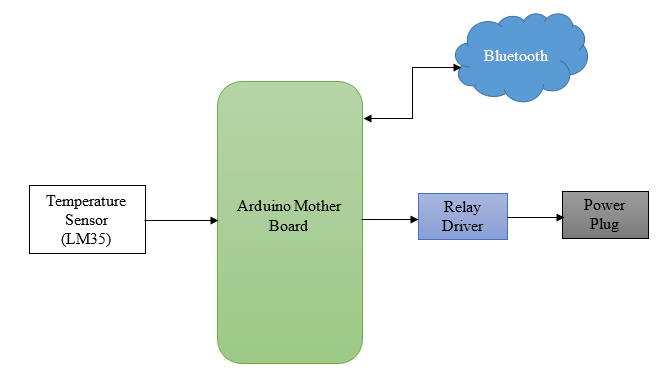 Bluetooth
Temperature
Sensor
(LM35)
Arduino Mother
Board
Relay
Driver
Power
Plug